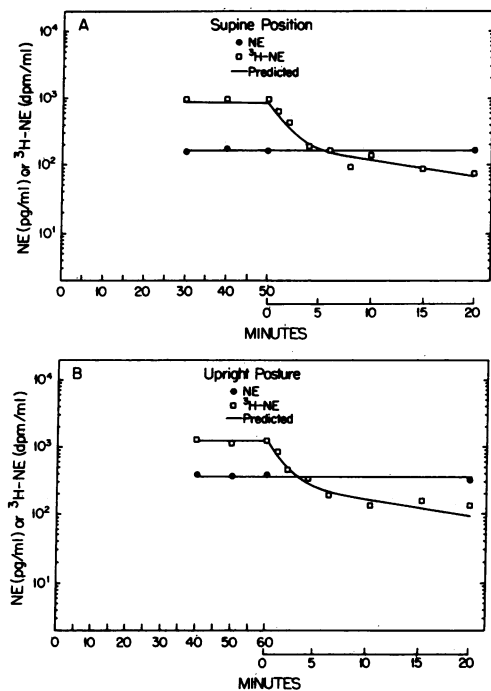 A
Supine Position
● NE
□ ³H-NE
— Predicted
NE (pg/ml) or ³H-NE (dpm/ml)
10⁴
10³
10²
10¹
0 10 20 30 40 50
0 5 10 15 20
MINUTES
B
Upright Posture
● NE
□ ³H-NE
— Predicted
NE (pg/ml) or ³H-NE (dpm/ml)
10⁴
10³
10²
10¹
0 10 20 30 40 50 60
0 5 10 15 20
MINUTES